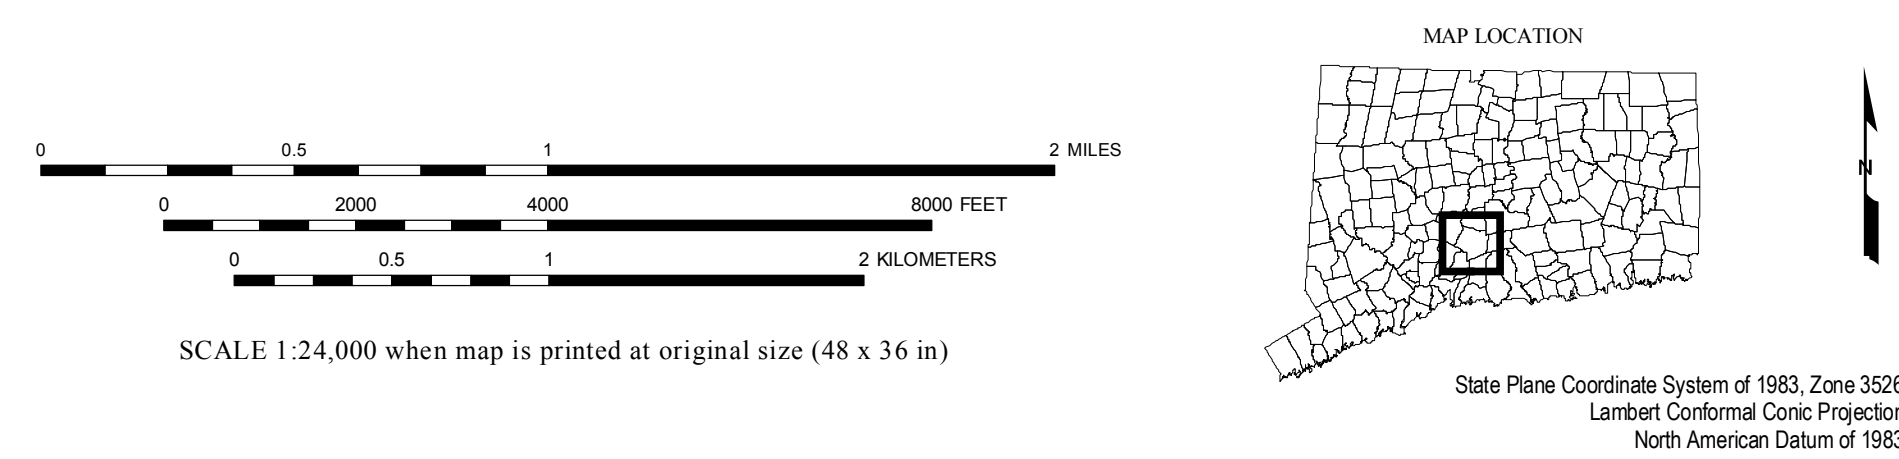 MAP LOCATION
0 0.5 1 2 MILES
0 2000 4000 8000 FEET
0 0.5 1 2 KILOMETERS
SCALE 1:24,000 when map is printed at original size (48 x 36 in)
N
State Plane Coordinate System of 1983, Zone 3526
Lambert Conformal Conic Projection
North American Datum of 1983